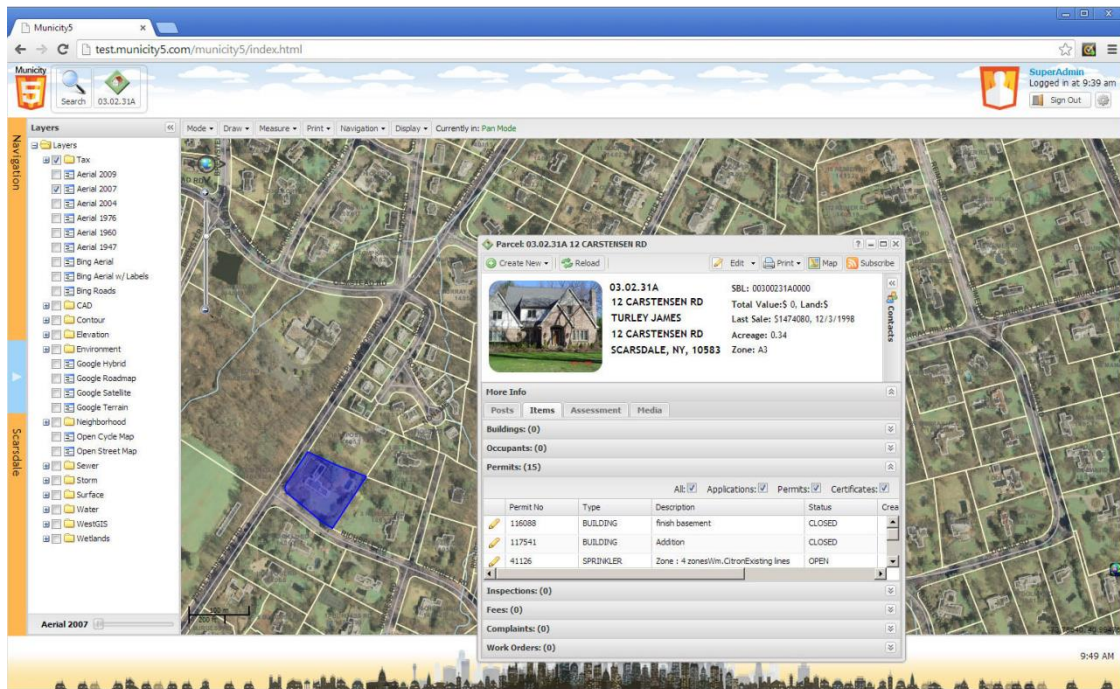 Municity5
test.municity5.com/municity5/index.html
Municity
5
Search
03.02.31A
SuperAdmin
Logged in at 9:39 am
Sign Out
Navigation
Scarsdale
Layers
Layers
Tax
Aerial 2009
Aerial 2007
Aerial 2004
Aerial 1976
Aerial 1960
Aerial 1947
Bing Aerial
Bing Aerial w/ Labels
Bing Roads
CAD
Contour
Elevation
Environment
Google Hybrid
Google Roadmap
Google Satellite
Google Terrain
Neighborhood
Open Cycle Map
Open Street Map
Sewer
Storm
Surface
Water
WestGIS
Wetlands
Aerial 2007
Mode Draw Measure Print Navigation Display Currently in: Pan Mode
100 m
200 ft
Parcel: 03.02.31A 12 CARSTENSEN RD
Create New Reload Edit Print Map Subscribe
03.02.31A
12 CARSTENSEN RD
TURLEY JAMES
12 CARSTENSEN RD
SCARSDALE, NY, 10583
SBL: 00300231A0000
Total Value:$ 0, Land:$
Last Sale: $1474080, 12/3/1998
Acreage: 0.34
Zone: A3
Contacts
More Info
Posts Items Assessment Media
Buildings: (0)
Occupants: (0)
Permits: (15)
All: Applications: Permits: Certificates:
Permit No Type Description Status Crea
116088 BUILDING finish basement CLOSED
117541 BUILDING Addition CLOSED
41126 SPRINKLER Zone : 4 zonesWm.CitronExisting lines OPEN
Inspections: (0)
Fees: (0)
Complaints: (0)
Work Orders: (0)
9:49 AM